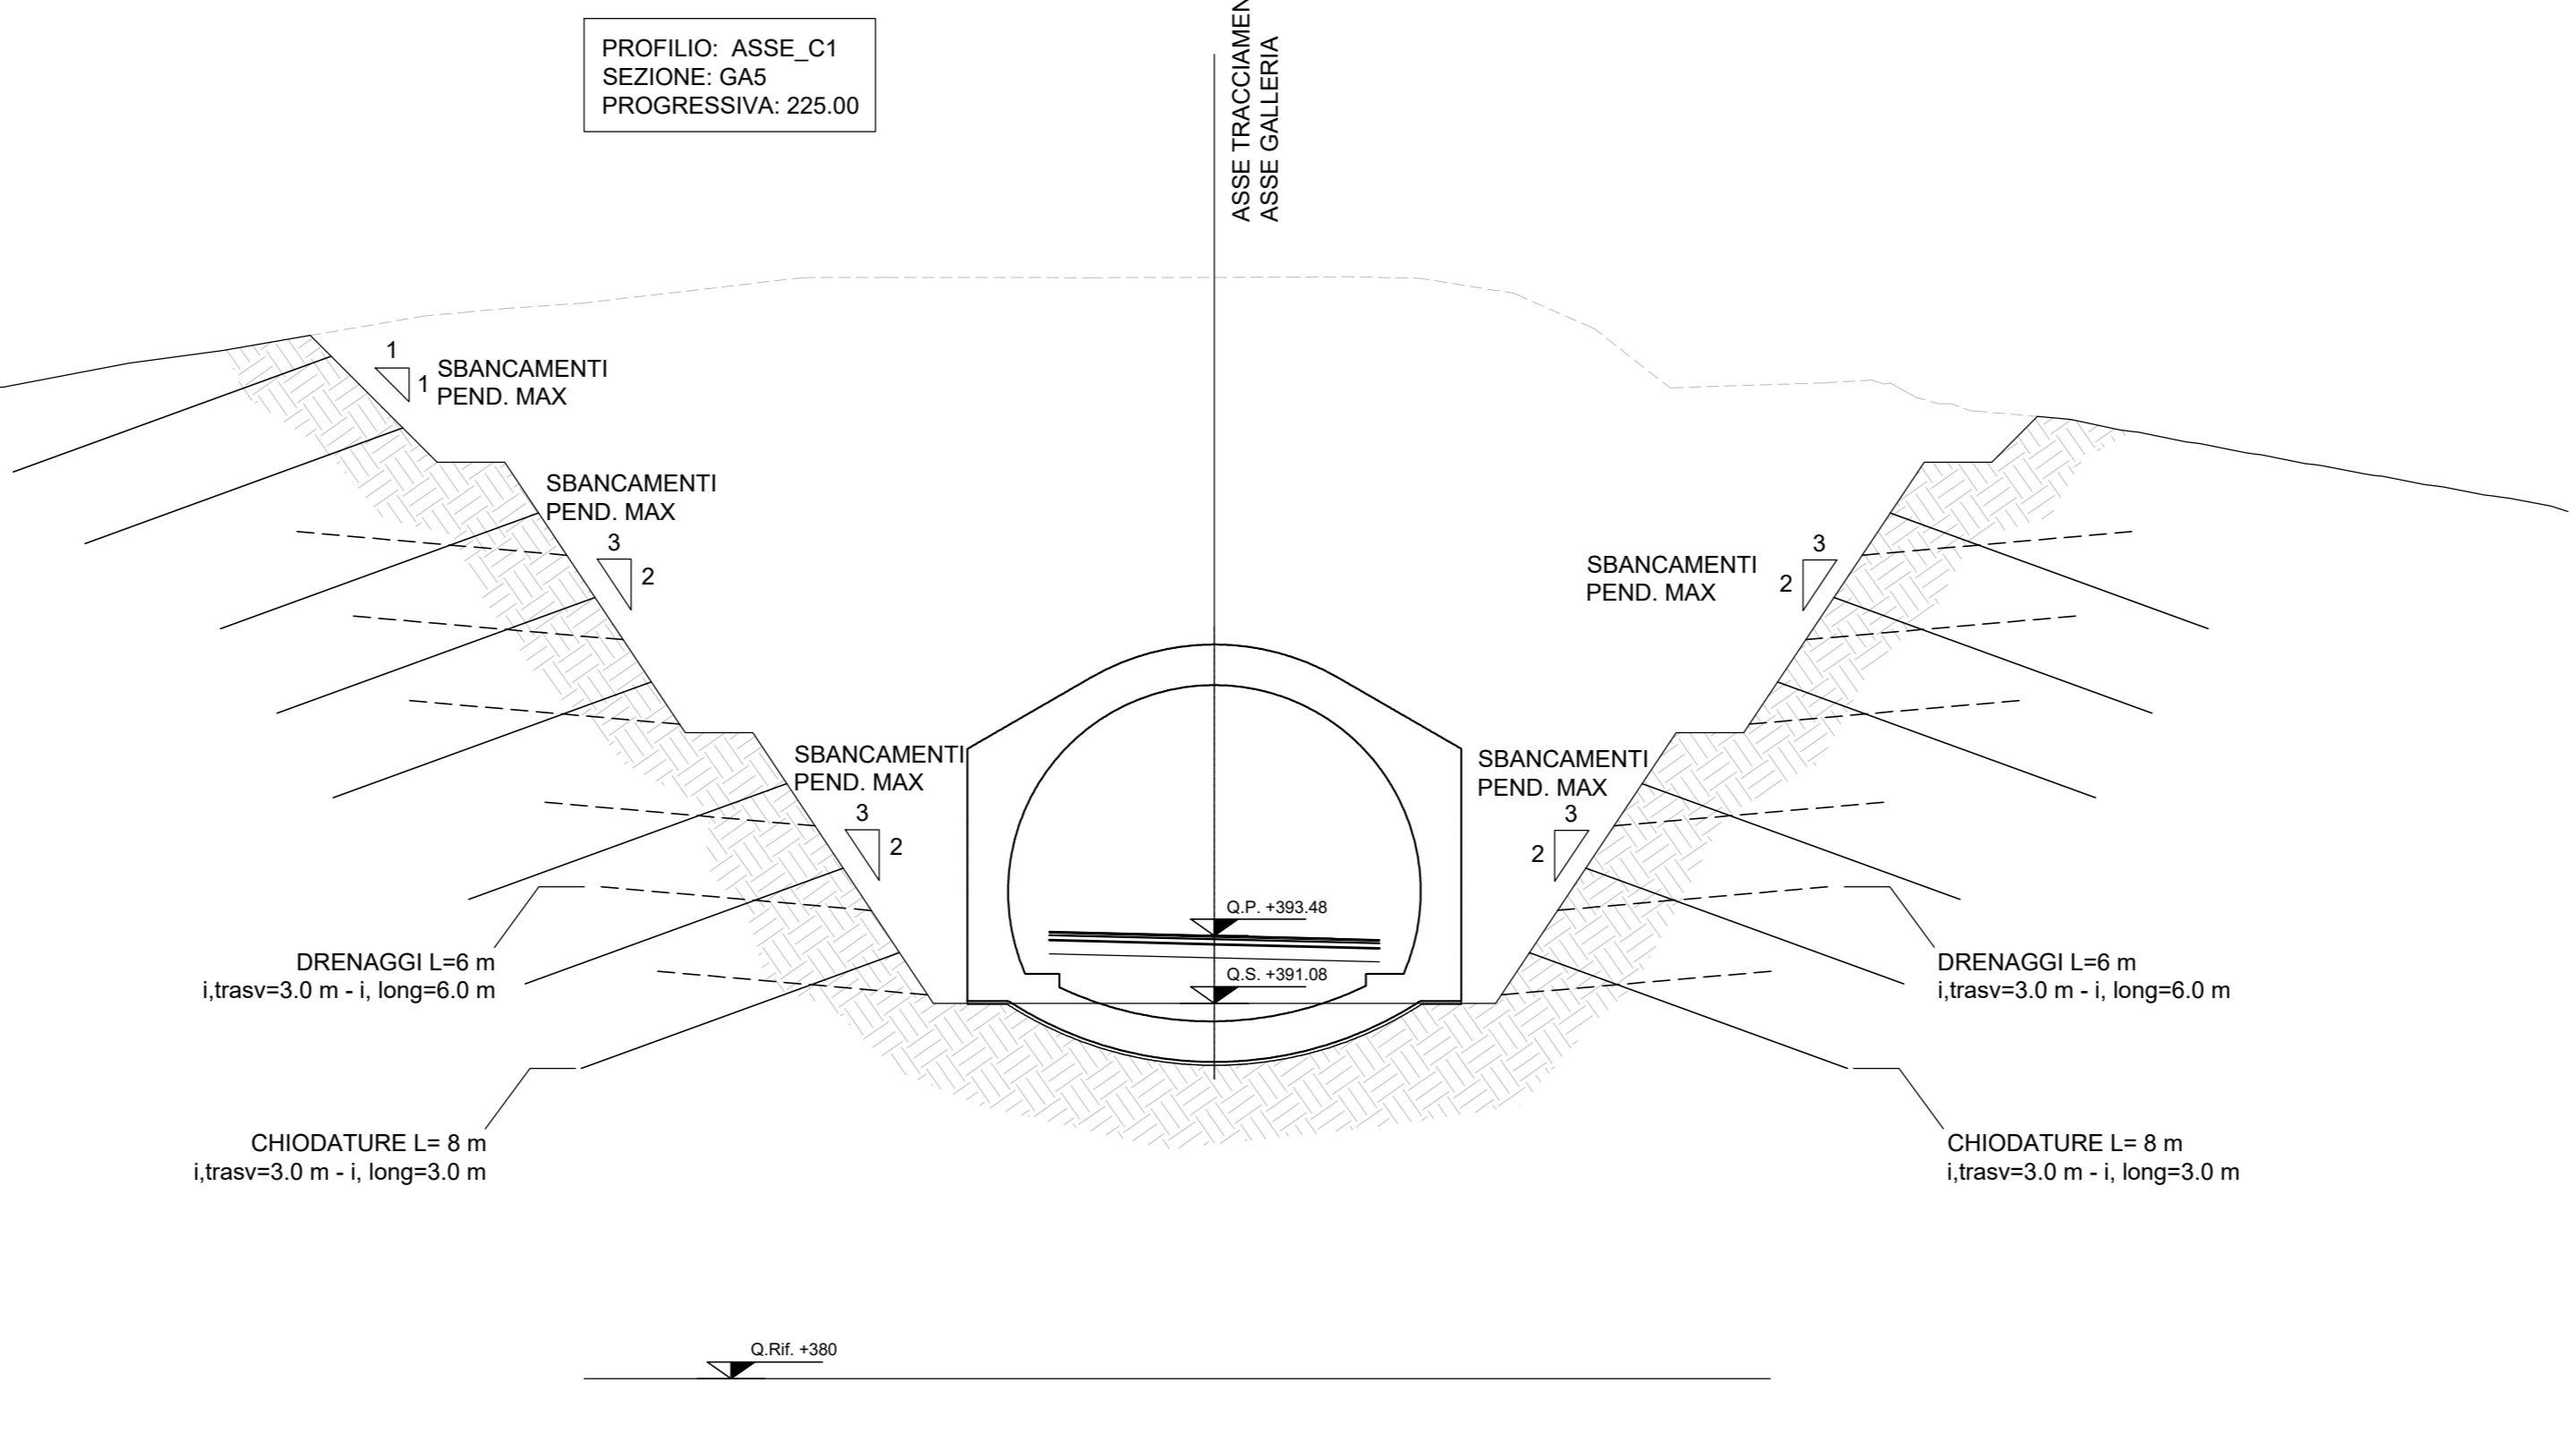 PROFILIO: ASSE_C1
SEZIONE: GA5
PROGRESSIVA: 225.00
ASSE GALLERIA
1
1
SBANCAMENTI
PEND. MAX
SBANCAMENTI
PEND. MAX
3
2
SBANCAMENTI
PEND. MAX
3
2
SBANCAMENTI
PEND. MAX
3
2
SBANCAMENTI
PEND. MAX
3
2
Q.P. +393.48
Q.S. +391.08
DRENAGGI L=6 m
i,trasv=3.0 m - i, long=6.0 m
DRENAGGI L=6 m
i,trasv=3.0 m - i, long=6.0 m
CHIODATURE L= 8 m
i,trasv=3.0 m - i, long=3.0 m
CHIODATURE L= 8 m
i,trasv=3.0 m - i, long=3.0 m
Q.Rif. +380
ASSE TRACCIAMEN